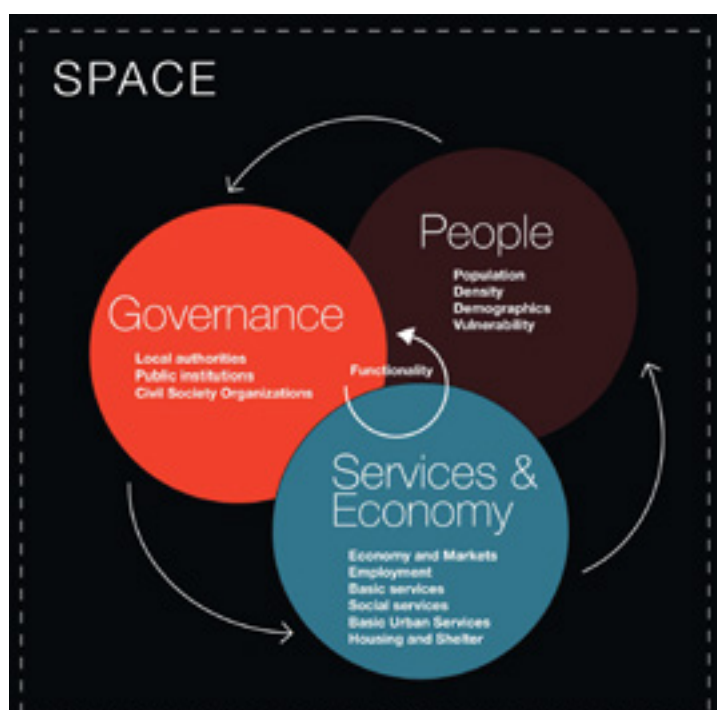 SPACE
People
Population
Density
Demographics
Vulnerability
Governance
Local authorities
Public institutions
Civil Society Organizations
Functionality
Services &
Economy
Economy and Markets
Employment
Basic services
Social services
Basic Urban Services
Housing and Shelter